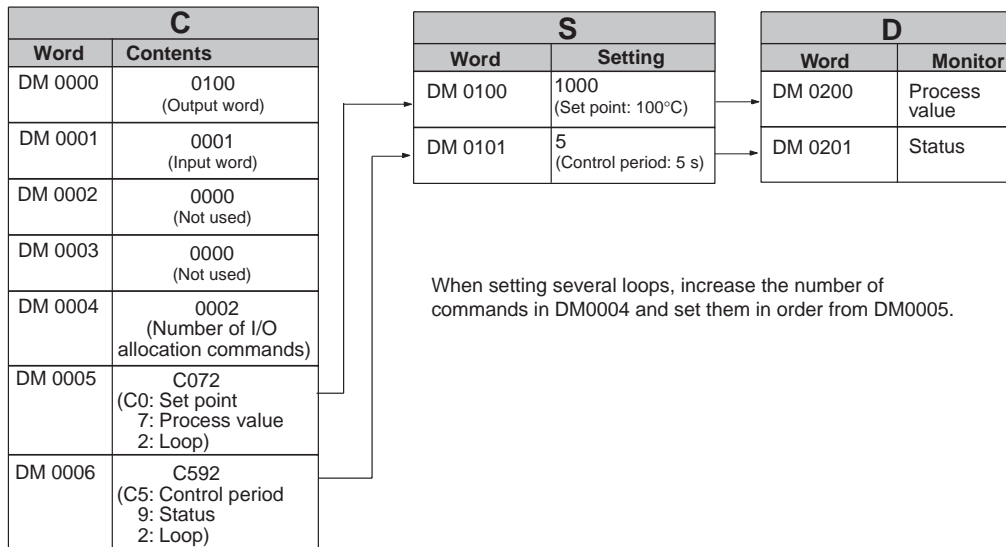 C
Word Contents
DM 0000 0100
(Output word)
DM 0001 0001
(Input word)
DM 0002 0000
(Not used)
DM 0003 0000
(Not used)
DM 0004 0002
(Number of I/O
allocation commands)
DM 0005 C072
(C0: Set point
7: Process value
2: Loop)
DM 0006 C592
(C5: Control period
9: Status
2: Loop)
S
Word Setting
DM 0100 1000
(Set point: 100°C)
DM 0101 5
(Control period: 5 s)
D
Word Monitor
DM 0200 Process
value
DM 0201 Status
When setting several loops, increase the number of
commands in DM0004 and set them in order from DM0005.